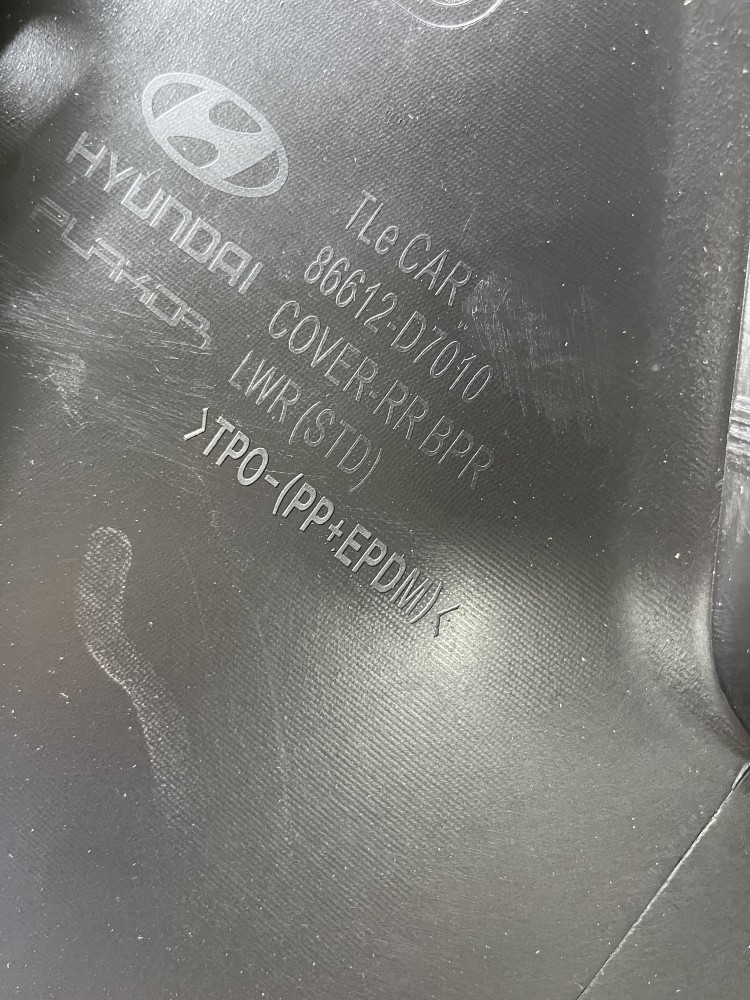 HYUNDAI
PLAKOR
TLe CAR
86612-D7010
COVER-RR BPR
LWR (STD)
>TPO-(PP+EPDM)<